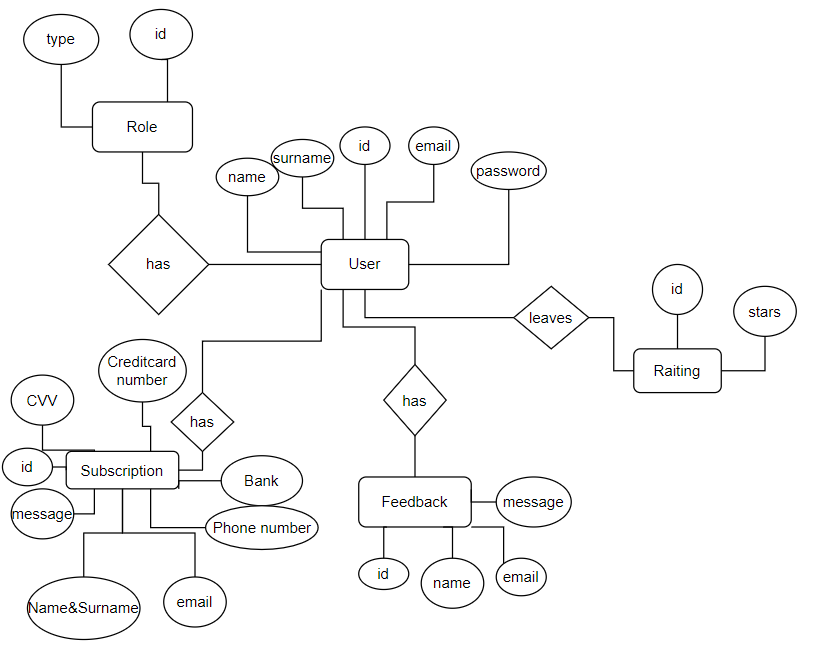 type
id
Role
surname
id
email
name
password
has
User
id
leaves
stars
Creditcard
number
Raiting
CVV
has
has
id
Subscription
Bank
message
Feedback
message
Phone number
id
name
email
Name&Surname
email